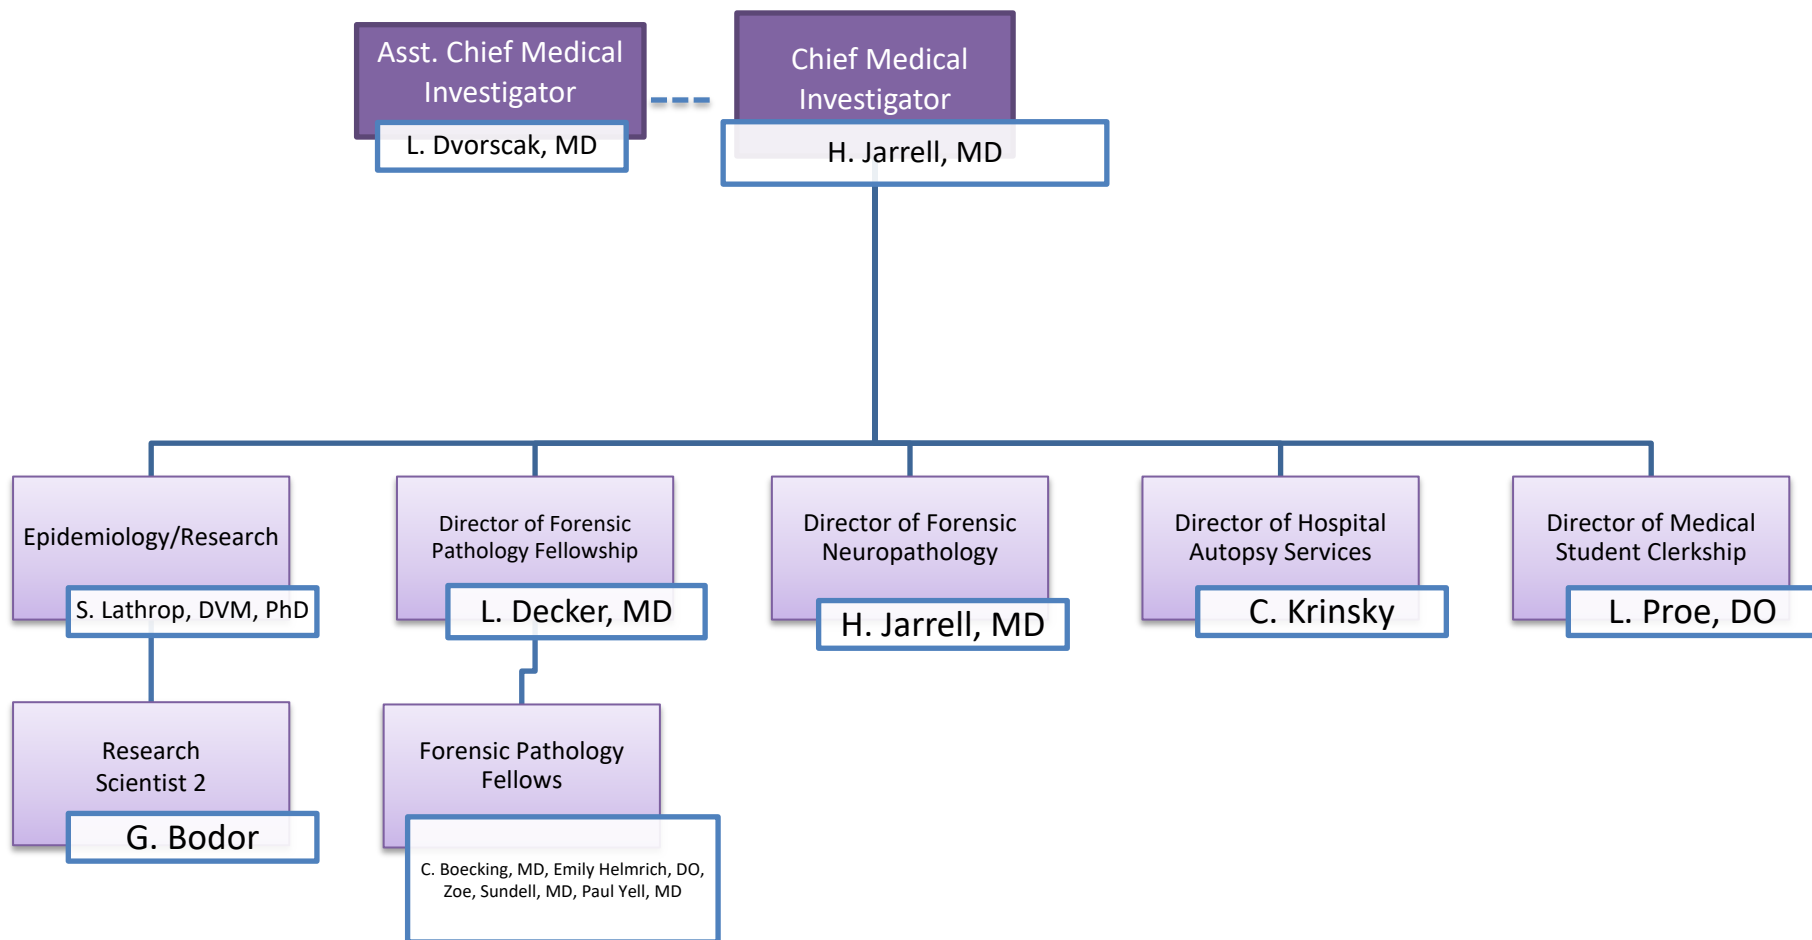 Asst. Chief Medical
Investigator
L. Dvorscak, MD
Chief Medical
Investigator
H. Jarrell, MD
Epidemiology/Research
S. Lathrop, DVM, PhD
Director of Forensic
Pathology Fellowship
L. Decker, MD
Director of Forensic
Neuropathology
H. Jarrell, MD
Director of Hospital
Autopsy Services
C. Krinsky
Director of Medical
Student Clerkship
L. Proe, DO
Research
Scientist 2
G. Bodor
Forensic Pathology
Fellows
C. Boecking, MD, Emily Helmrich, DO,
Zoe, Sundell, MD, Paul Yell, MD